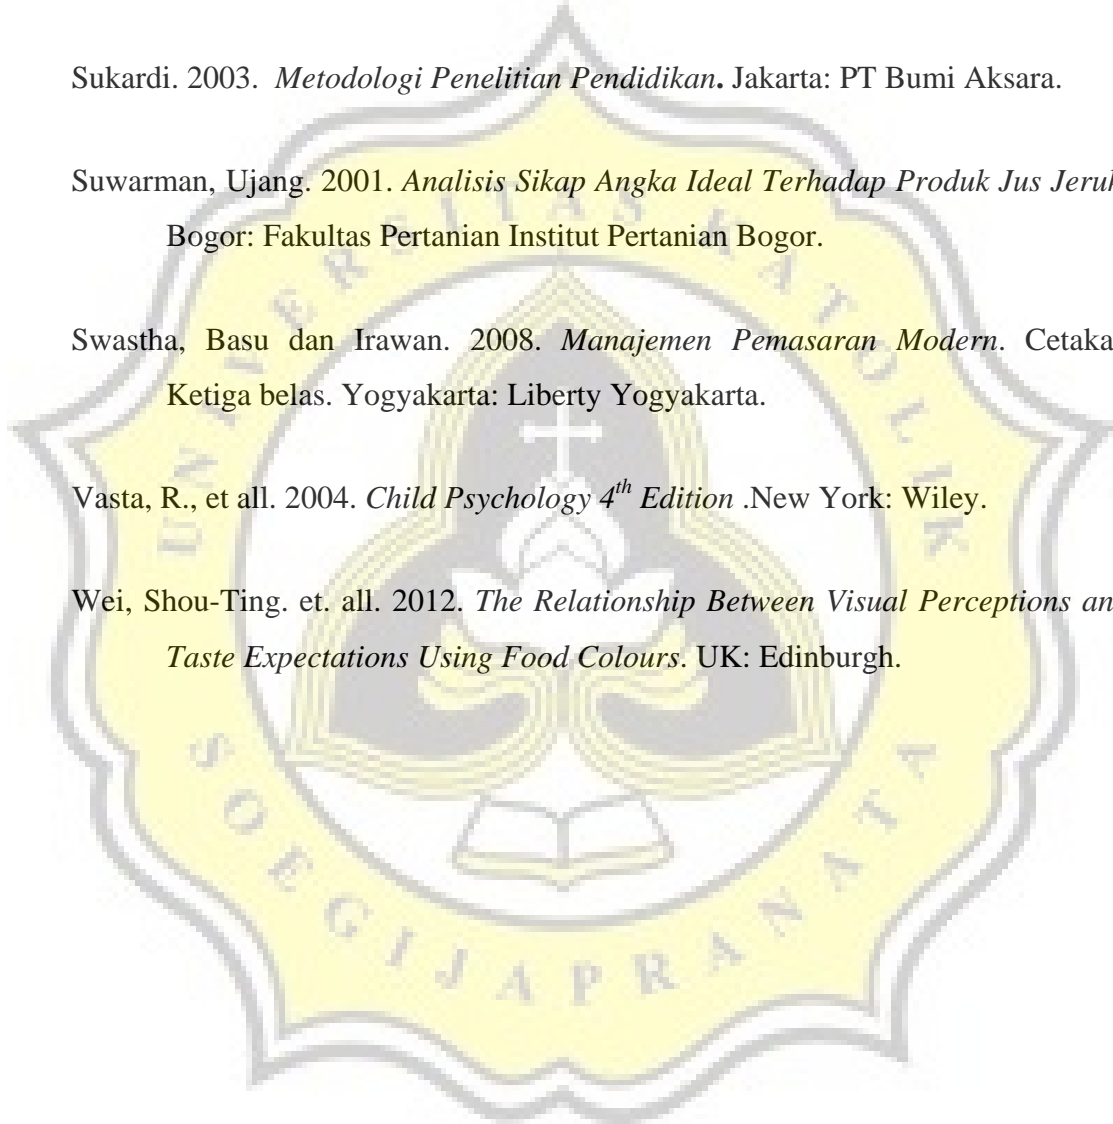 Sukardi. 2003. Metodologi Penelitian Pendidikan. Jakarta: PT Bumi Aksara.
Suwarman, Ujang. 2001. Analisis Sikap Angka Ideal Terhadap Produk Jus Jeruk
Bogor: Fakultas Pertanian Institut Pertanian Bogor.
Swastha, Basu dan Irawan. 2008. Manajemen Pemasaran Modern. Cetaka
Ketiga belas. Yogyakarta: Liberty Yogyakarta.
Vasta, R., et all. 2004. Child Psychology 4th Edition .New York: Wiley.
Wei, Shou-Ting. et. all. 2012. The Relationship Between Visual Perceptions an
Taste Expectations Using Food Colours. UK: Edinburgh.
UNIVERSITAS KATOLIK
SOEGIJAPRANATA